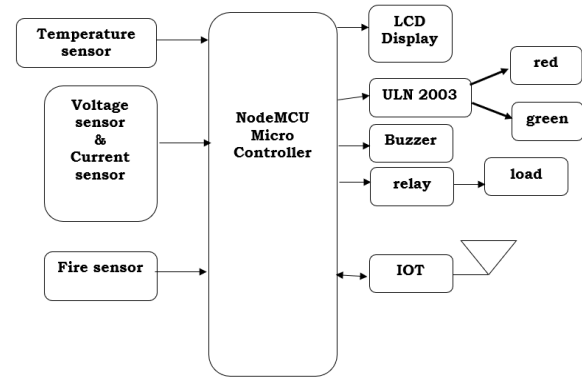 Temperature
sensor
Voltage
sensor
&
Current
sensor
Fire sensor
NodeMCU
Micro
Controller
LCD
Display
ULN 2003
red
green
Buzzer
relay
load
IOT